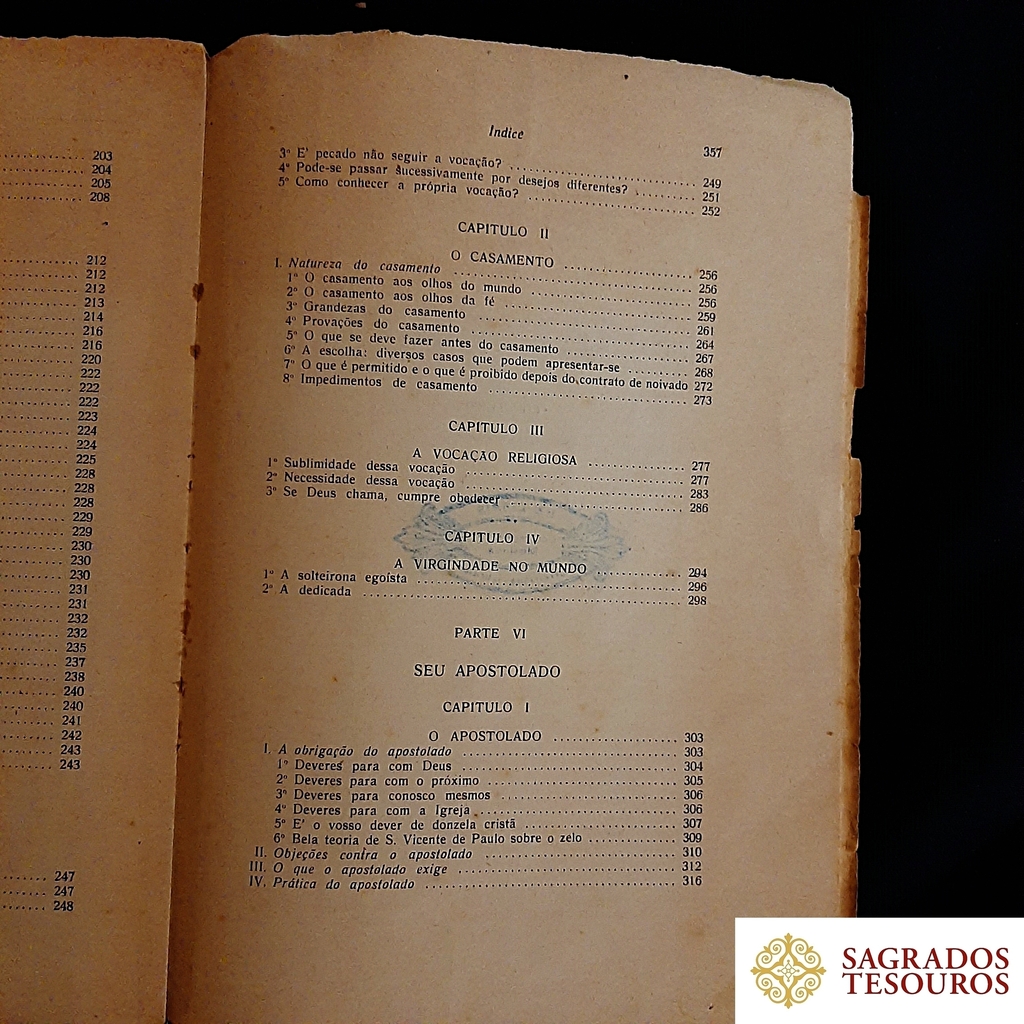 203
204
205
208
212
212
212
213
214
216
216
220
222
222
222
223
224
224
225
228
228
228
229
229
230
230
230
231
231
232
232
235
237
238
240
240
241
242
243
243
247
247
248
Indice 357
3º E' pecado não seguir a vocação? 249
4º Pode-se passar sucessivamente por desejos diferentes? 251
5º Como conhecer a própria vocação? 252
CAPITULO II
O CASAMENTO 256
I. Natureza do casamento 256
1º O casamento aos olhos do mundo 256
2º O casamento aos olhos da fé 259
3º Grandezas do casamento 261
4º Provações do casamento 264
5º O que se deve fazer antes do casamento 267
6º A escolha: diversos casos que podem apresentar-se 268
7º O que é permitido e o que é proibido depois do contrato de noivado 272
8º Impedimentos de casamento 273
CAPITULO III
A VOCAÇÃO RELIGIOSA 277
1º Sublimidade dessa vocação 277
2º Necessidade dessa vocação 283
3º Se Deus chama, cumpre obedecer 286
CAPITULO IV
A VIRGINDADE NO MUNDO 294
1º A solteirona egoísta 296
2º A dedicada 298
PARTE VI
SEU APOSTOLADO
CAPITULO I
O APOSTOLADO 303
I. A obrigação do apostolado 303
1º Deveres para com Deus 304
2º Deveres para com o próximo 305
3º Deveres para conosco mesmos 306
4º Deveres para com a Igreja 306
5º E' o vosso dever de donzela cristã 307
6º Bela teoria de S. Vicente de Paulo sobre o zelo 309
II. Objeções contra o apostolado 310
III. O que o apostolado exige 312
IV. Prática do apostolado 316
SAGRADOS
TESOUROS